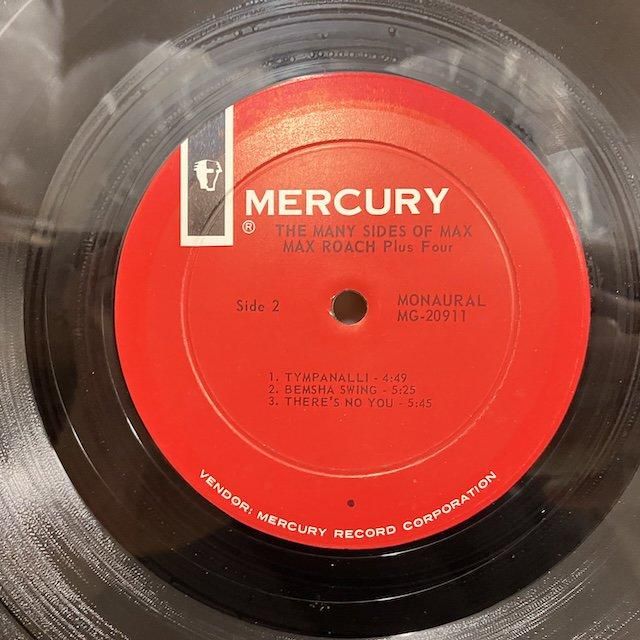 MERCURY
®
THE MANY SIDES OF MAX
MAX ROACH Plus Four
Side 2
MONAURAL
MG-20911
1. TYMPANALLI - 4:49
2. BEMSHA SWING - 5:25
3. THERE'S NO YOU - 5:45
VENDOR: MERCURY RECORD CORPORATION